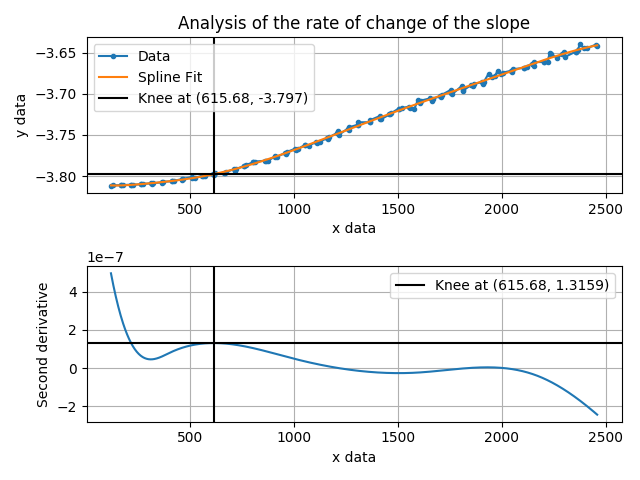 Analysis of the rate of change of the slope
Data
Spline Fit
Knee at (615.68, -3.797)
−3.65
−3.70
−3.75
−3.80
y data
500 1000 1500 2000 2500
x data
1e−7
Knee at (615.68, 1.3159)
4
2
0
−2
Second derivative
500 1000 1500 2000 2500
x data